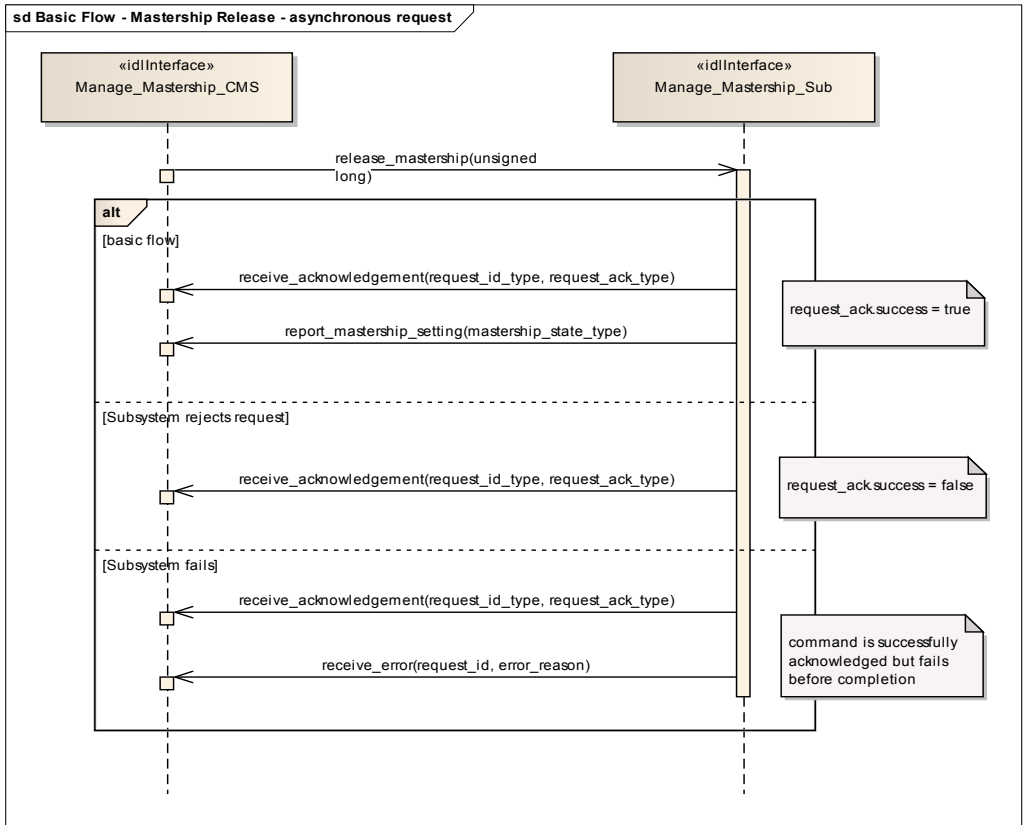 sd Basic Flow - Mastership Release - asynchronous request
«idlInterface»
Manage_Mastership_CMS
«idlInterface»
Manage_Mastership_Sub
release_mastership(unsigned
long)
alt
[basic flow]
receive_acknowledgement(request_id_type, request_ack_type)
request_ack.success = true
report_mastership_setting(mastership_state_type)
[Subsystem rejects request]
receive_acknowledgement(request_id_type, request_ack_type)
request_ack.success = false
[Subsystem fails]
receive_acknowledgement(request_id_type, request_ack_type)
command is successfully
acknowledged but fails
before completion
receive_error(request_id, error_reason)